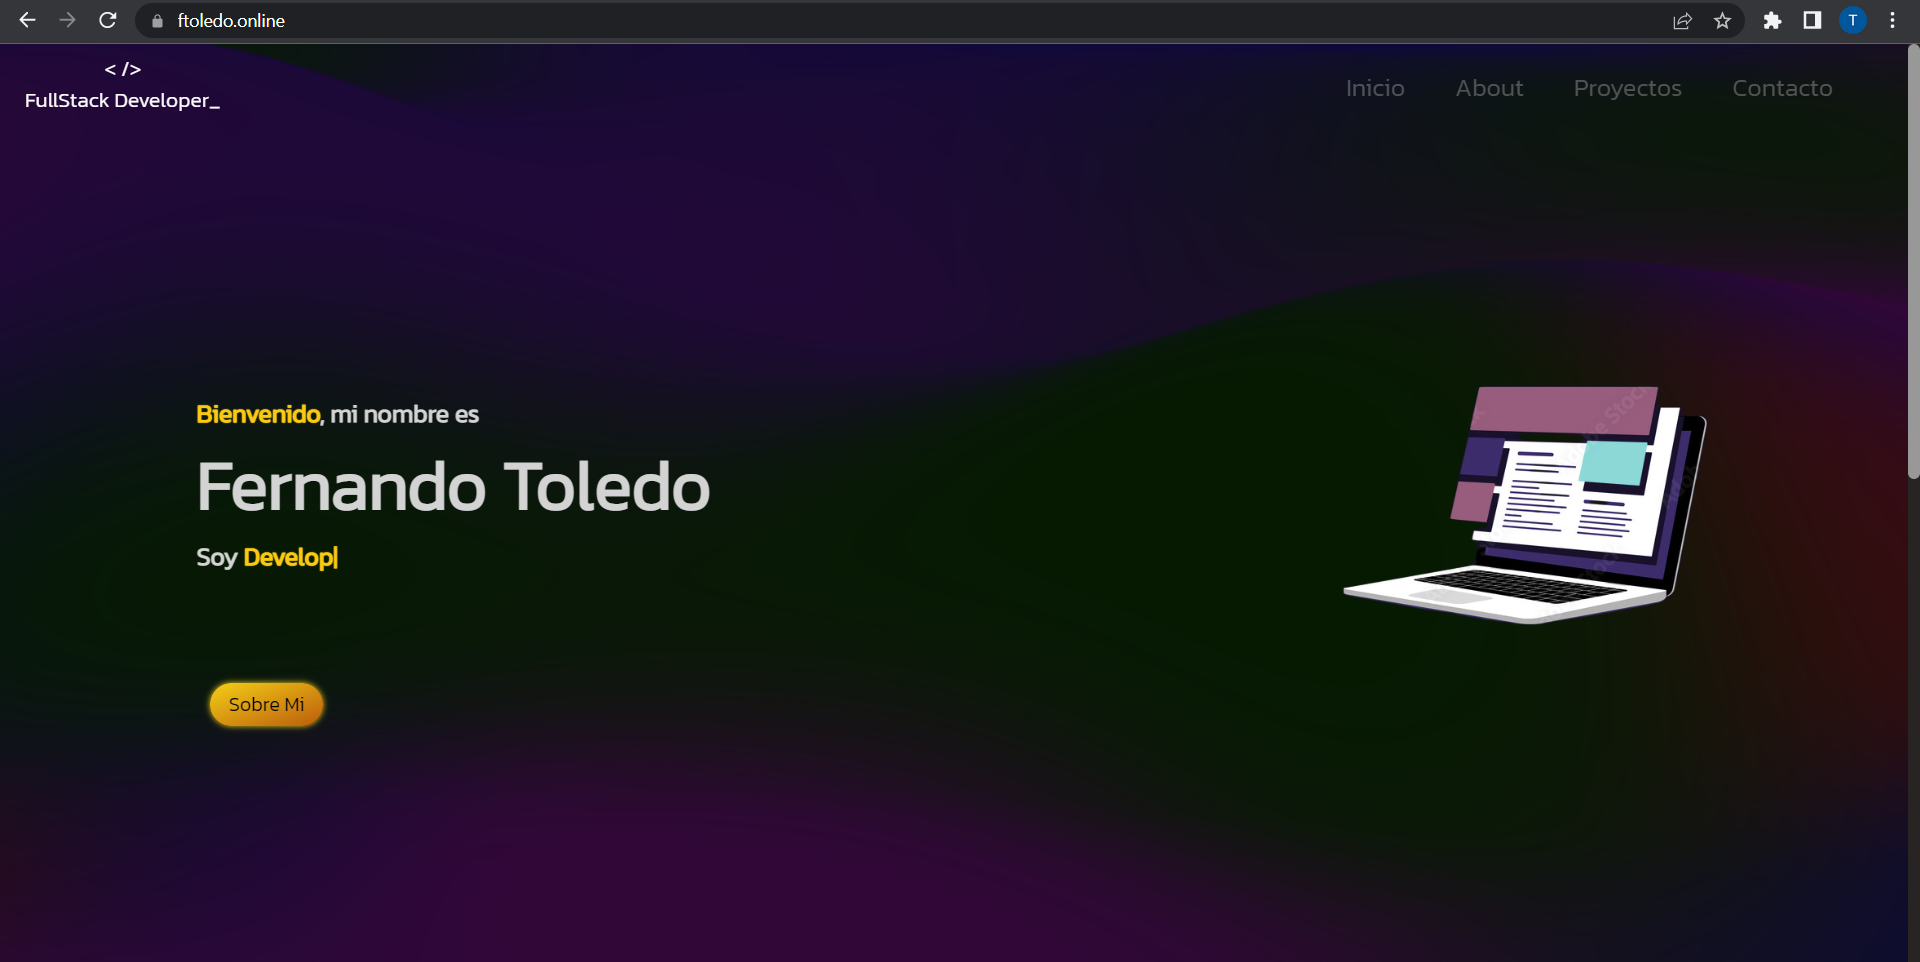 ftoledo.online
T
< />
FullStack Developer_
Inicio About Proyectos Contacto
Bienvenido, mi nombre es
Fernando Toledo
Soy Develop|
Sobre Mi